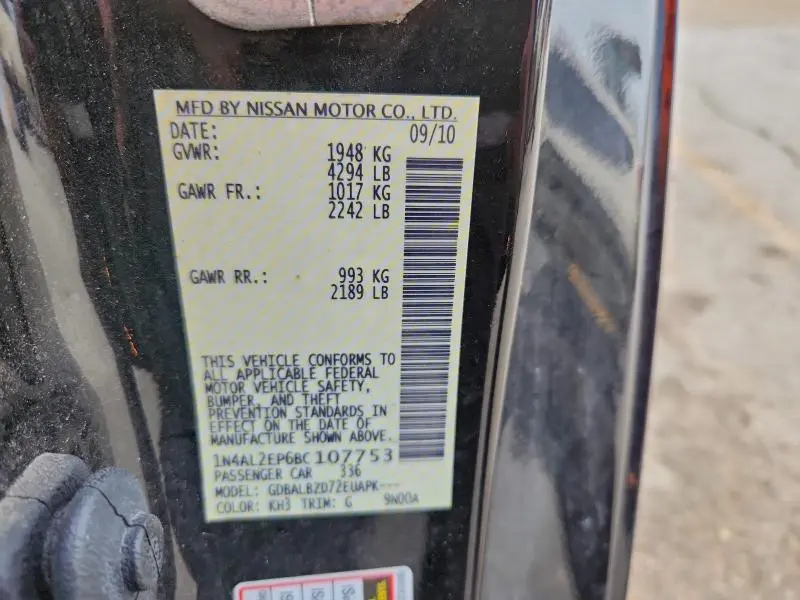 MFD BY NISSAN MOTOR CO., LTD.
DATE: 09/10
GVWR: 1948 KG
4294 LB
GAWR FR.: 1017 KG
2242 LB
GAWR RR.: 993 KG
2189 LB
THIS VEHICLE CONFORMS TO
ALL APPLICABLE FEDERAL
MOTOR VEHICLE SAFETY,
BUMPER, AND THEFT
PREVENTION STANDARDS IN
EFFECT ON THE DATE OF
MANUFACTURE SHOWN ABOVE.
1N4AL2EP6BC107753
PASSENGER CAR 336
MODEL: GDBALBZD72EUAPK---
COLOR: KH3 TRIM: G 9N00A